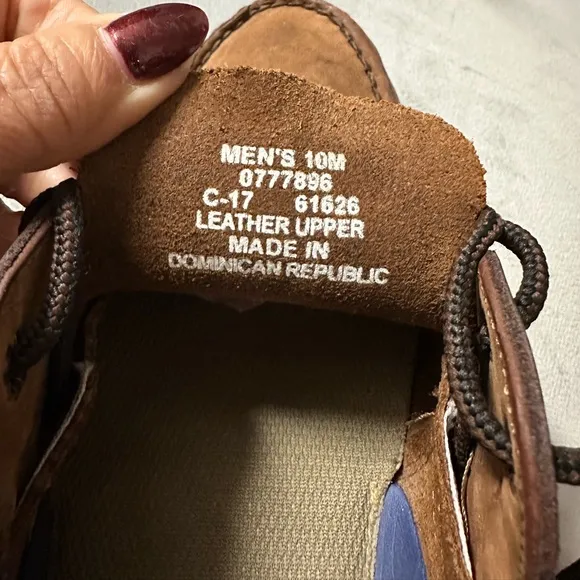 MEN'S 10M
0777896
C-17 61626
LEATHER UPPER
MADE IN
DOMINICAN REPUBLIC